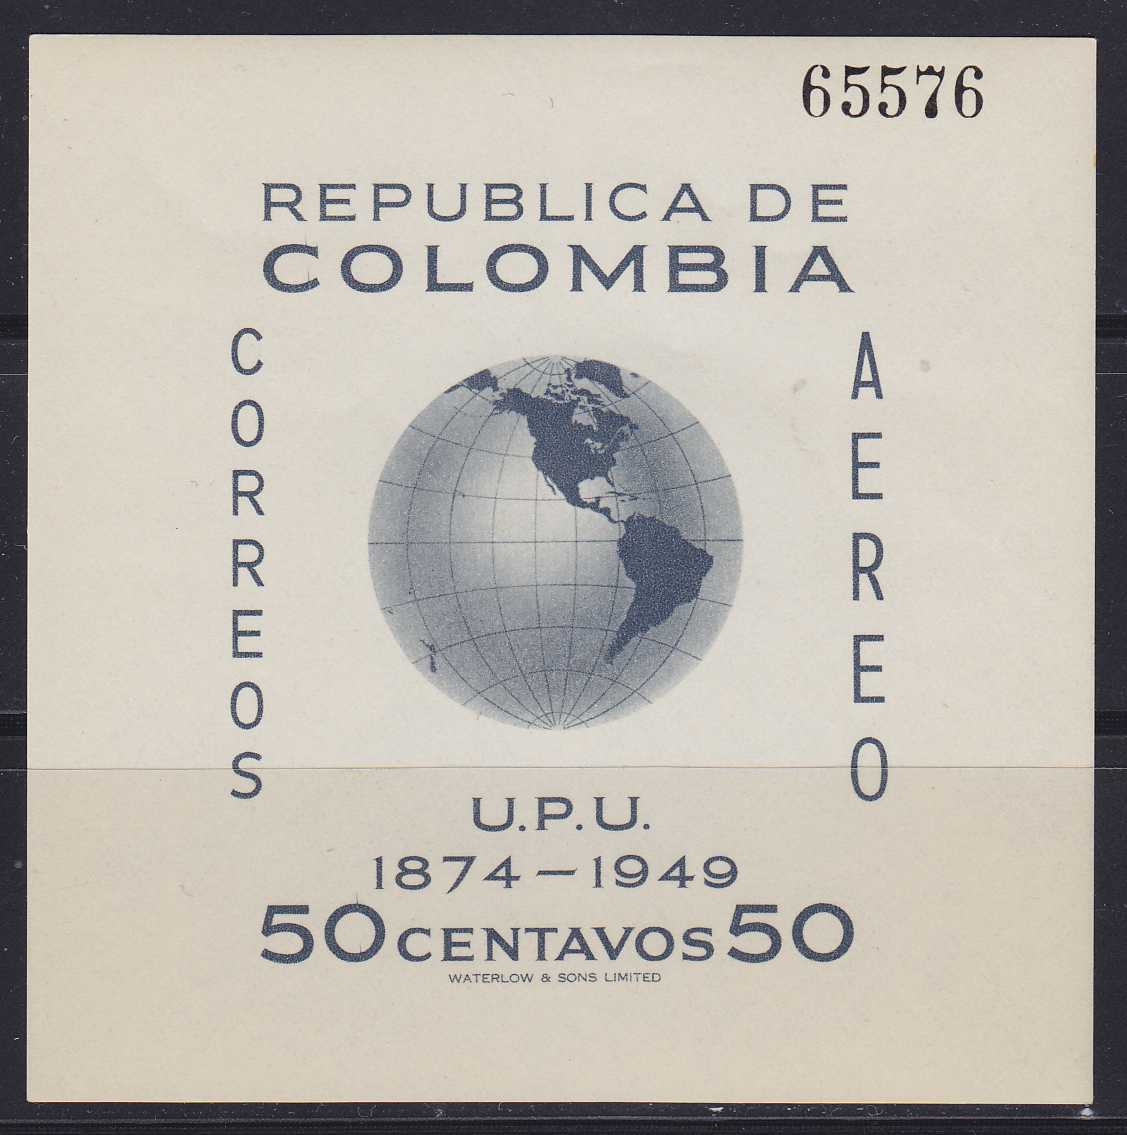 65576
REPUBLICA DE
COLOMBIA
CORREOS
AEREO
U.P.U.
1874-1949
50 CENTAVOS 50
WATERLOW & SONS LIMITED